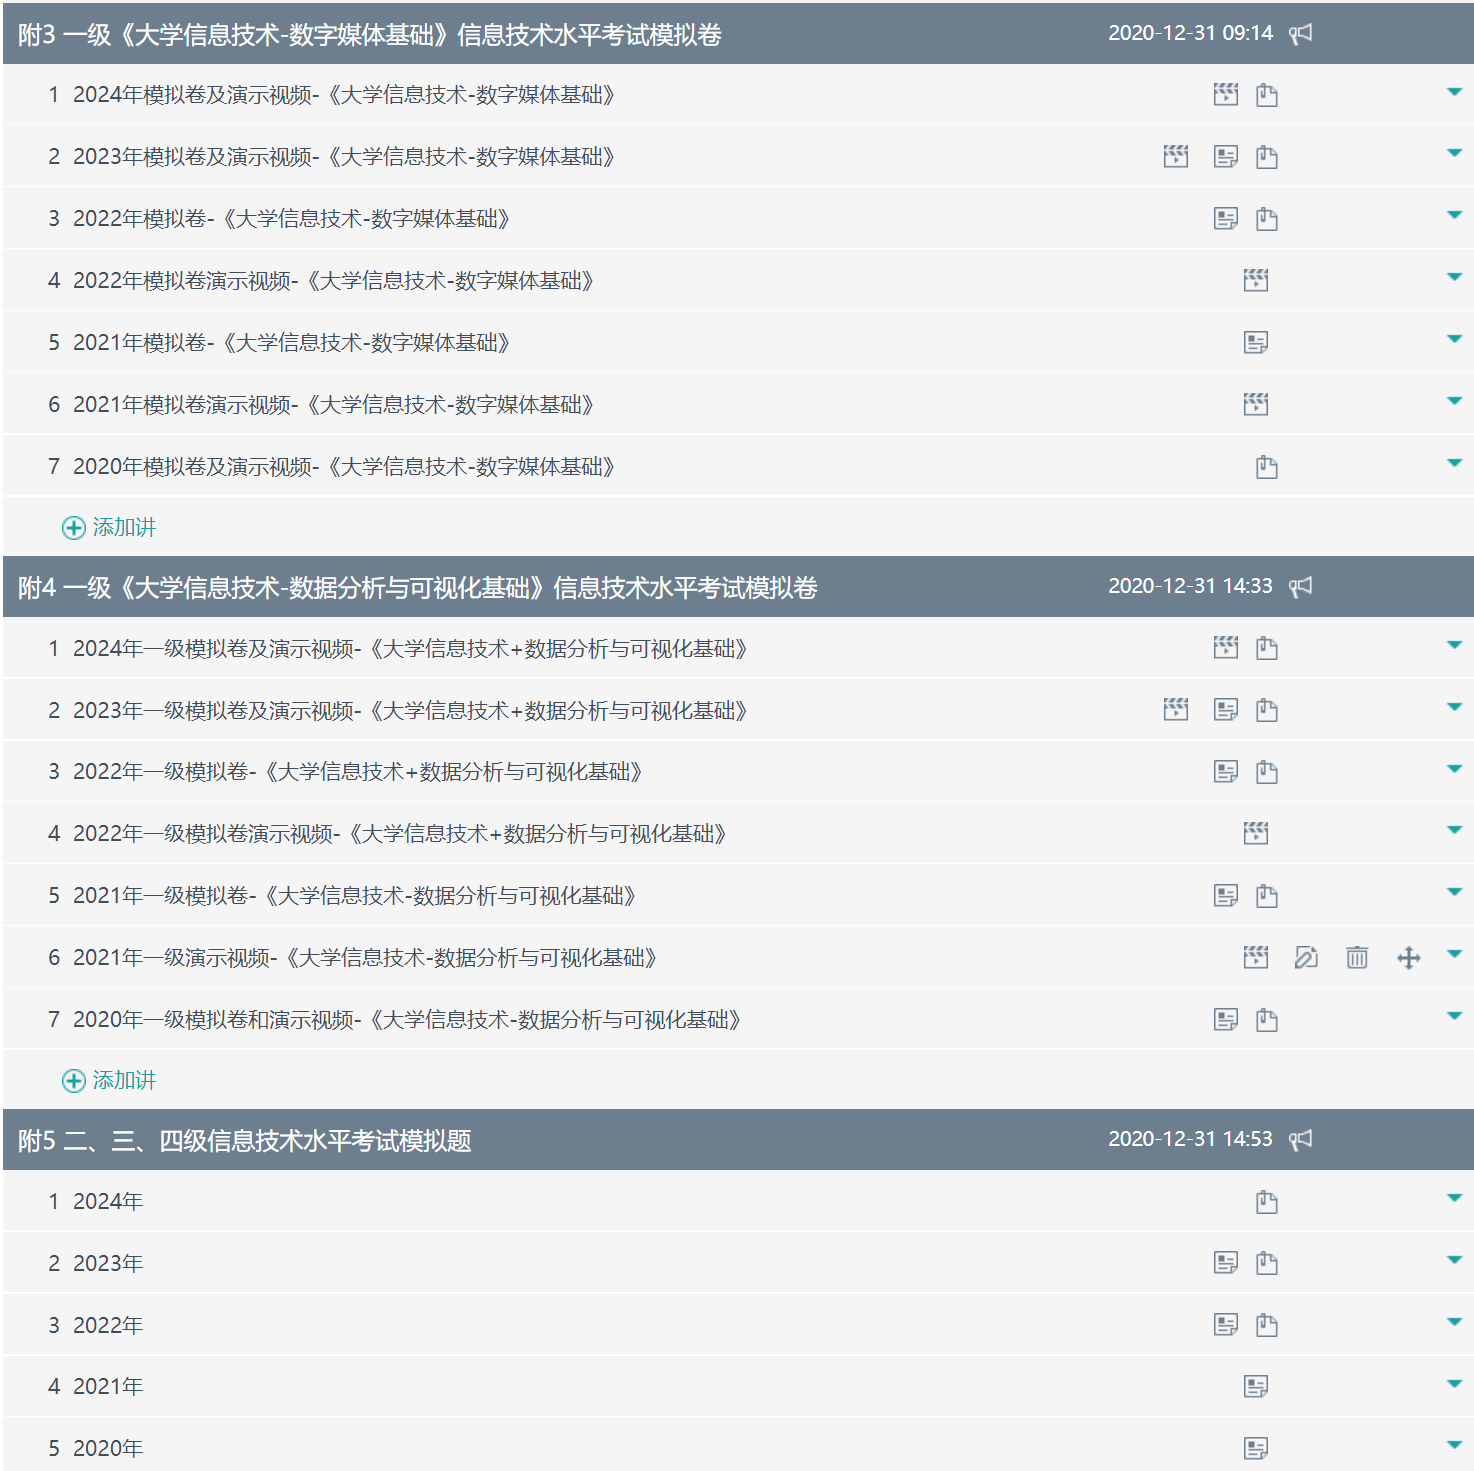 附3 一级《大学信息技术-数字媒体基础》信息技术水平考试模拟卷 2020-12-31 09:14
1 2024年模拟卷及演示视频-《大学信息技术-数字媒体基础》
2 2023年模拟卷及演示视频-《大学信息技术-数字媒体基础》
3 2022年模拟卷-《大学信息技术-数字媒体基础》
4 2022年模拟卷演示视频-《大学信息技术-数字媒体基础》
5 2021年模拟卷-《大学信息技术-数字媒体基础》
6 2021年模拟卷演示视频-《大学信息技术-数字媒体基础》
7 2020年模拟卷及演示视频-《大学信息技术-数字媒体基础》
添加讲
附4 一级《大学信息技术-数据分析与可视化基础》信息技术水平考试模拟卷 2020-12-31 14:33
1 2024年一级模拟卷及演示视频-《大学信息技术+数据分析与可视化基础》
2 2023年一级模拟卷及演示视频-《大学信息技术+数据分析与可视化基础》
3 2022年一级模拟卷-《大学信息技术+数据分析与可视化基础》
4 2022年一级模拟卷演示视频-《大学信息技术+数据分析与可视化基础》
5 2021年一级模拟卷-《大学信息技术-数据分析与可视化基础》
6 2021年一级演示视频-《大学信息技术-数据分析与可视化基础》
7 2020年一级模拟卷和演示视频-《大学信息技术-数据分析与可视化基础》
添加讲
附5 二、三、四级信息技术水平考试模拟题 2020-12-31 14:53
1 2024年
2 2023年
3 2022年
4 2021年
5 2020年